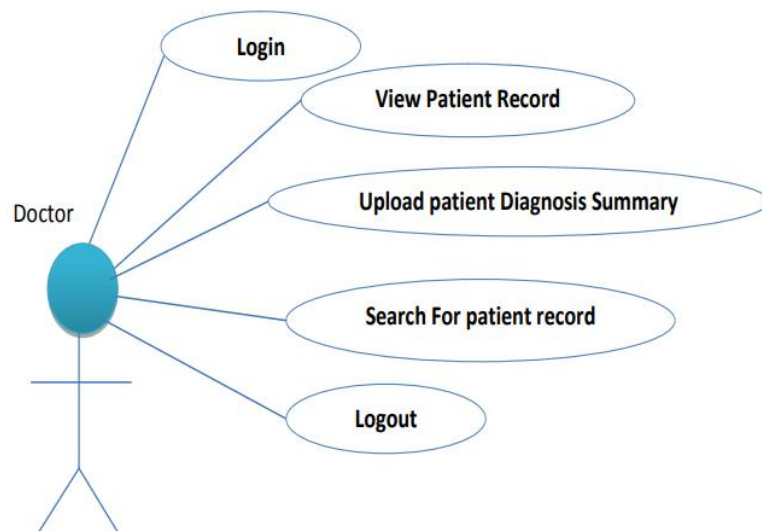 Login
View Patient Record
Upload patient Diagnosis Summary
Doctor
Search For patient record
Logout